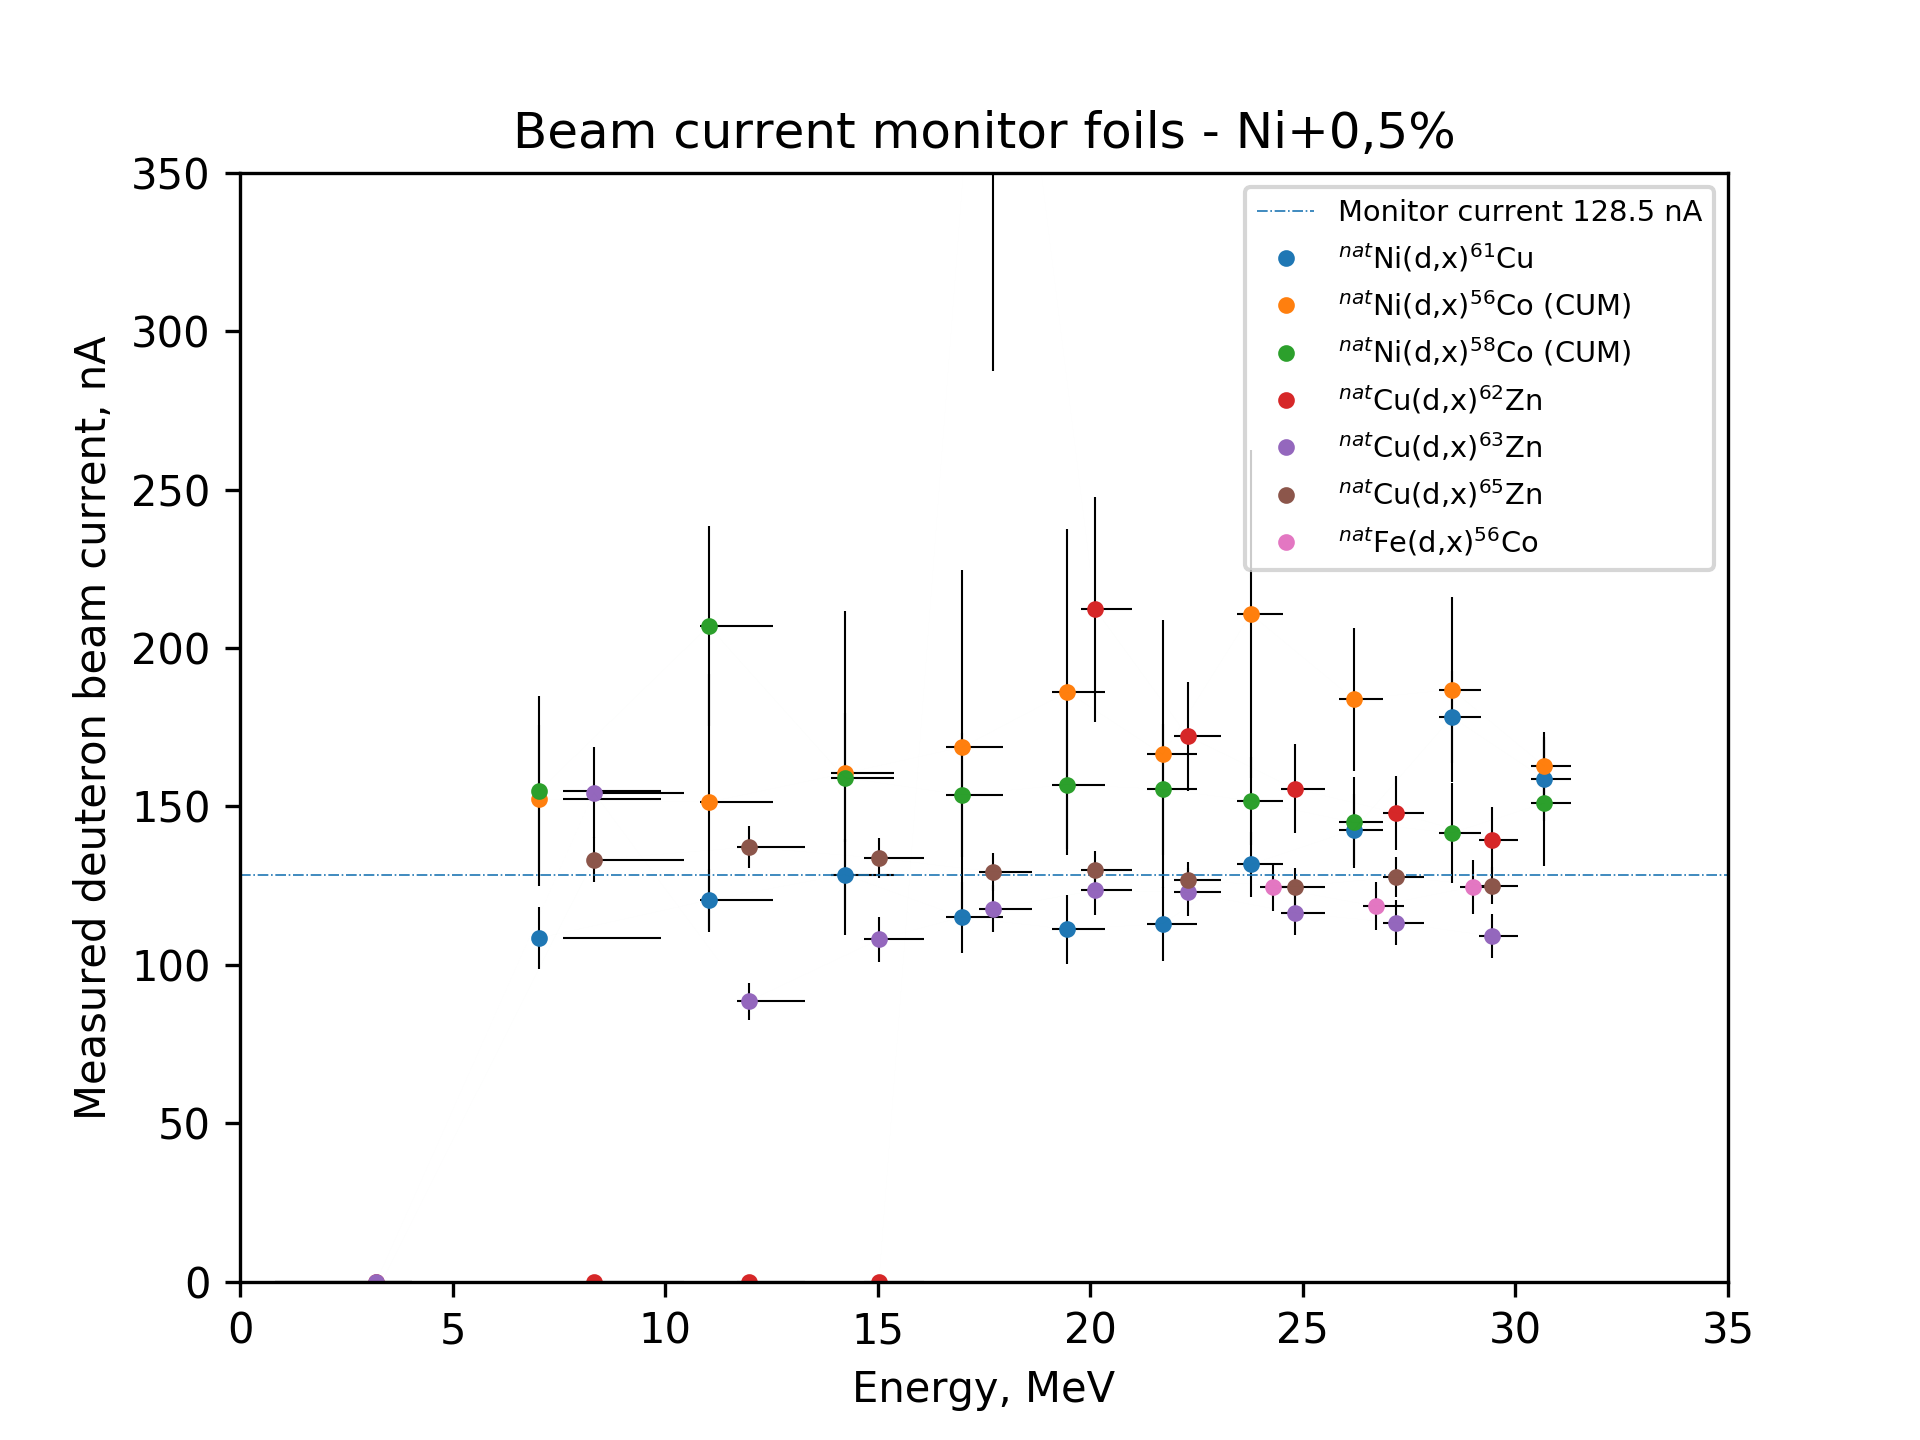 Beam current monitor foils - Ni+0,5%
350
300
250
200
150
100
50
0
Measured deuteron beam current, nA
Monitor current 128.5 nA
natNi(d,x)61Cu
natNi(d,x)56Co (CUM)
natNi(d,x)58Co (CUM)
natCu(d,x)62Zn
natCu(d,x)63Zn
natCu(d,x)65Zn
natFe(d,x)56Co
0 5 10 15 20 25 30 35
Energy, MeV